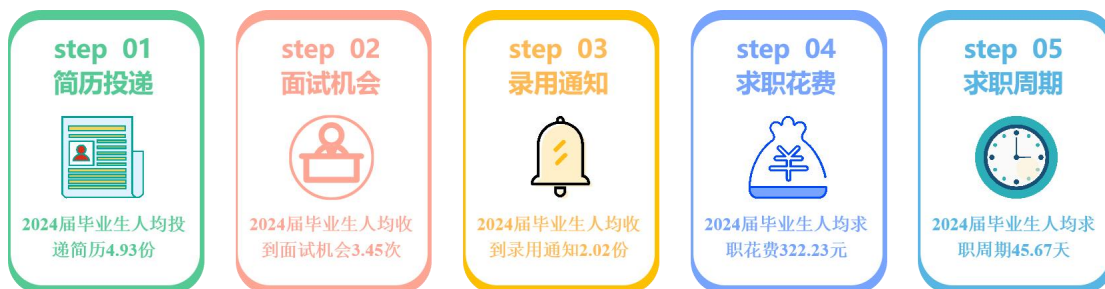 step 01
简历投递
2024届毕业生人均投
递简历4.93份
step 02
面试机会
2024届毕业生人均收
到面试机会3.45次
step 03
录用通知
2024届毕业生人均收
到录用通知2.02份
step 04
求职花费
¥
2024届毕业生人均求
职花费322.23元
step 05
求职周期
2024届毕业生人均求
职周期45.67天